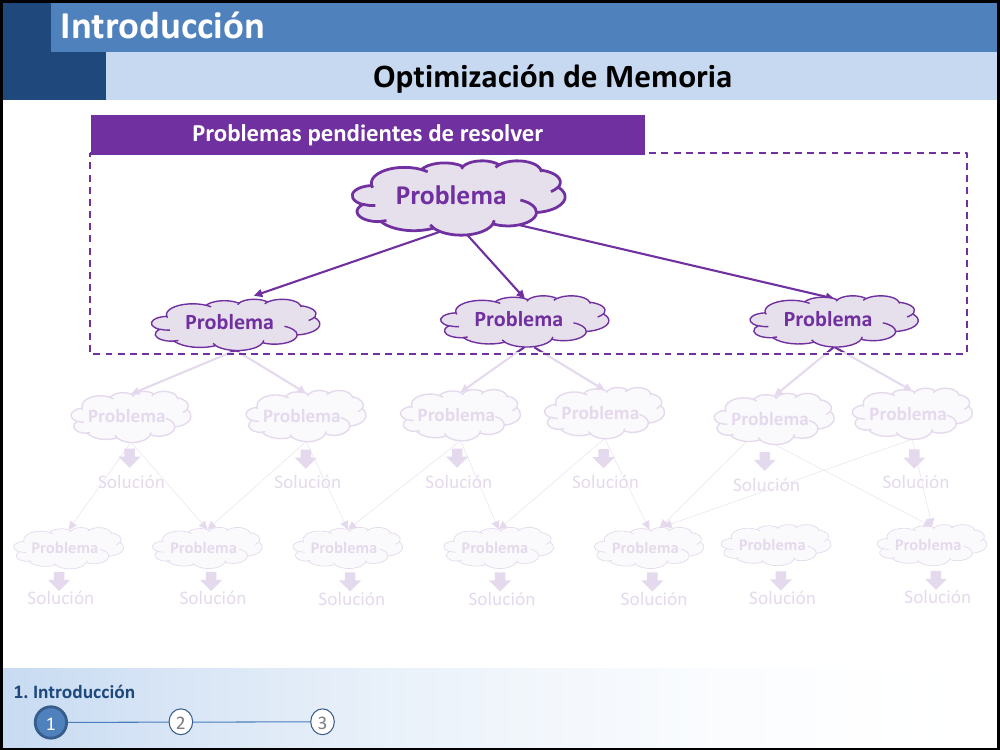 Introducción
Optimización de Memoria
Problemas pendientes de resolver
Problema
Problema Problema Problema
Problema Problema Problema Problema Problema Problema
Solución Solución Solución Solución Solución Solución
Problema Problema Problema Problema Problema Problema Problema
Solución Solución Solución Solución Solución Solución Solución
1. Introducción
1 2 3